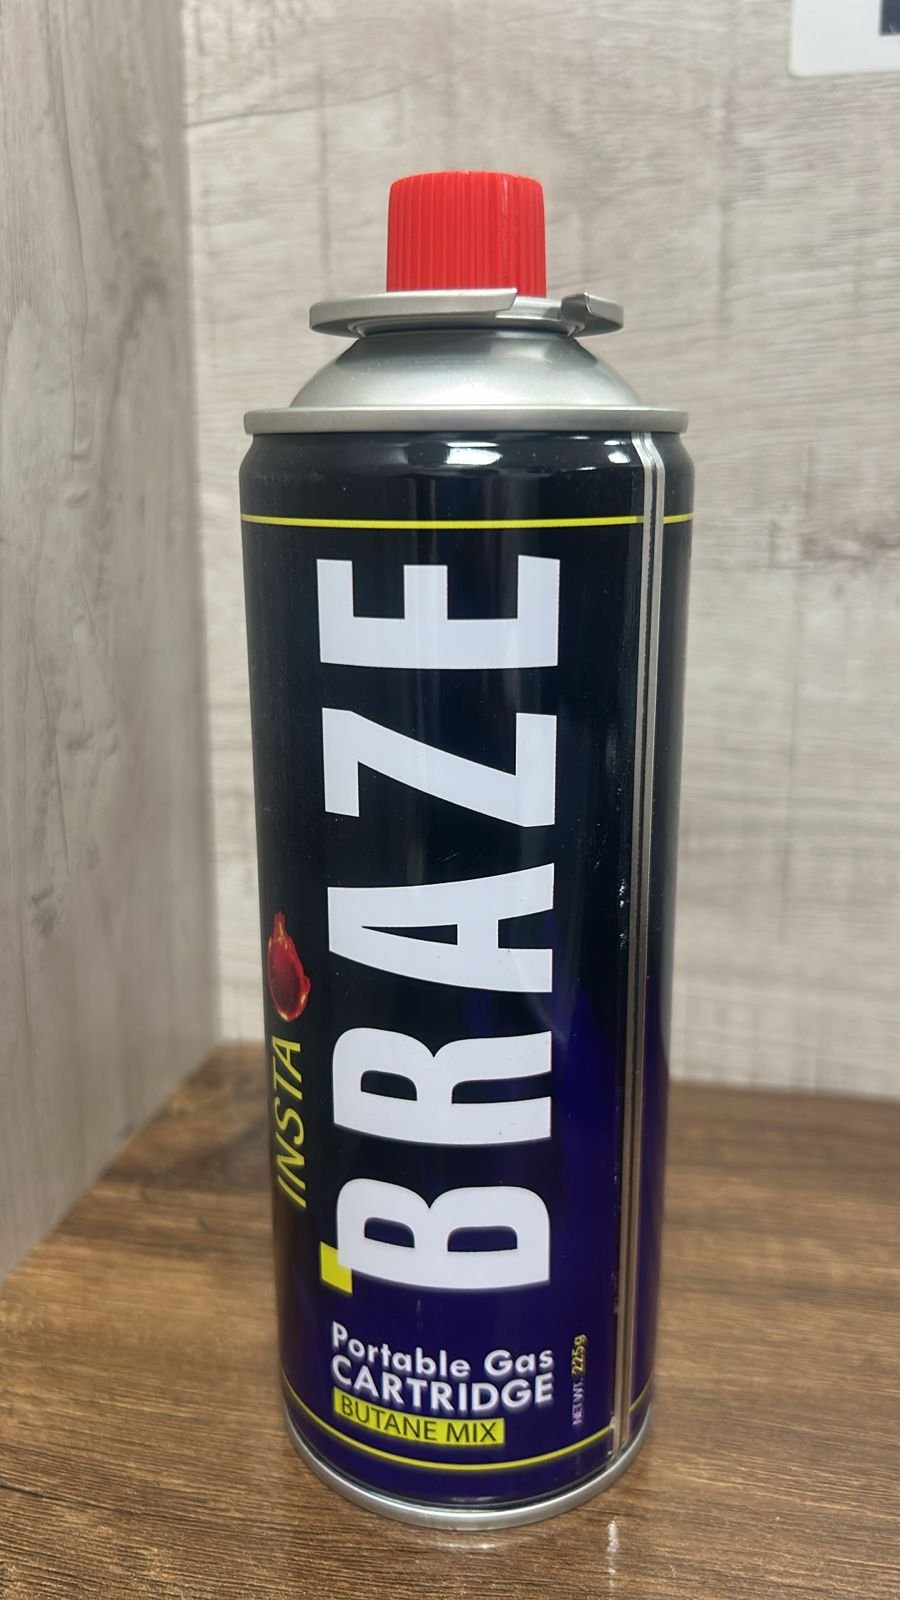 INSTA
BRAZE
Portable Gas
CARTRIDGE
BUTANE MIX
NET WT. 225g